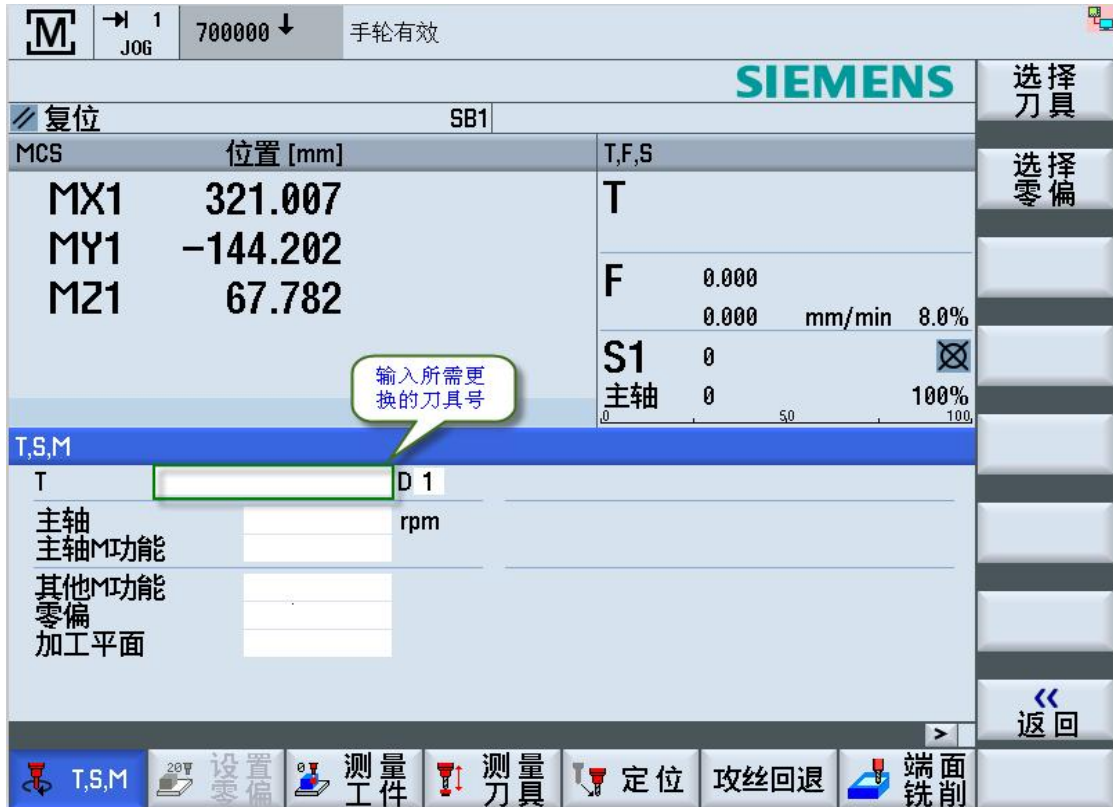 M
1
JOG
700000
手轮有效
SIEMENS
选择
刀具
复位
SB1
MCS
位置 [mm]
T,F,S
选择
零偏
MX1
321.007
T
MY1
-144.202
MZ1
67.782
F
0.000
0.000
mm/min
8.0%
S1
0
主轴
0
100%
0
50
100
输入所需更
换的刀具号
T,S,M
T
D 1
主轴
rpm
主轴M功能
其他M功能
零偏
加工平面
<<
返回
>
T,S,M
设置
零偏
测量
工件
测量
刀具
定位
攻丝回退
端面
铣削